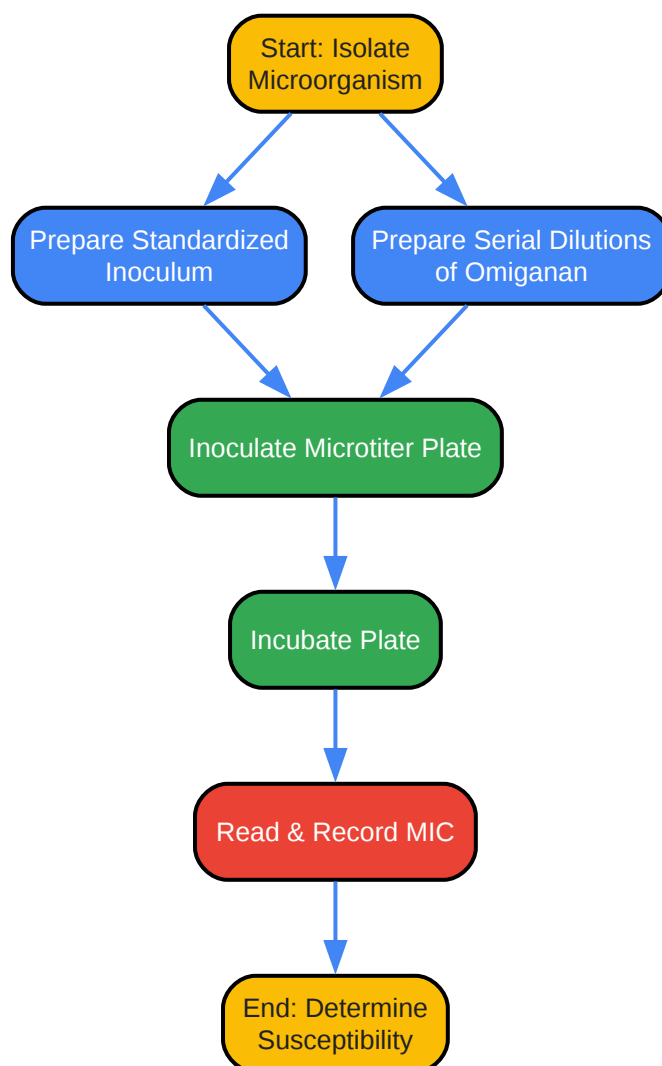 Start: Isolate
Microorganism
Prepare Standardized
Inoculum
Prepare Serial Dilutions
of Omiganan
Inoculate Microtiter Plate
Incubate Plate
Read & Record MIC
End: Determine
Susceptibility